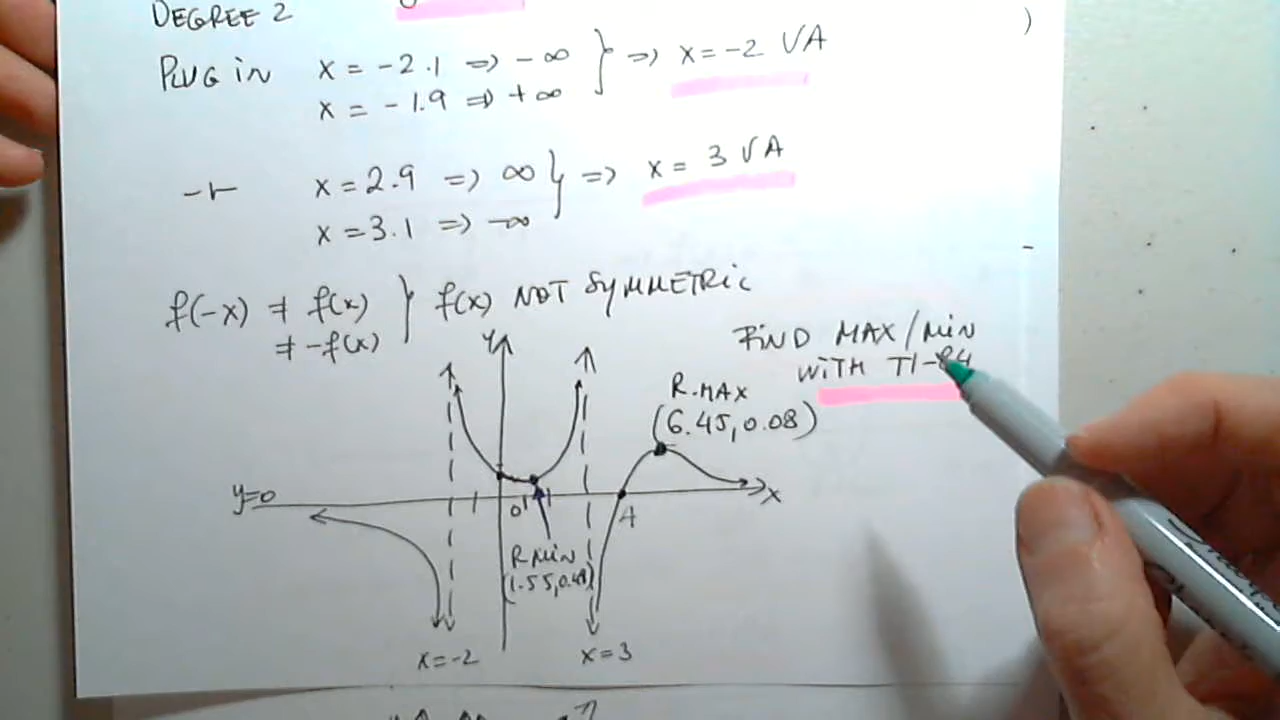 DEGREE 2
)
PLUG in x = -2.1 => -∞ } => x = -2 VA
x = -1.9 => +∞
-1- x = 2.9 => ∞ } => x = 3 VA
x = 3.1 => -∞
f(-x) ≠ f(x) } f(x) NOT SYMMETRIC
≠ -f(x)
FIND MAX/MIN
WITH TI-84
y
R.MAX
(6.45, 0.08)
y=0
0 1
4
x
R MIN
(1.55, 0.48)
x = -2
x = 3